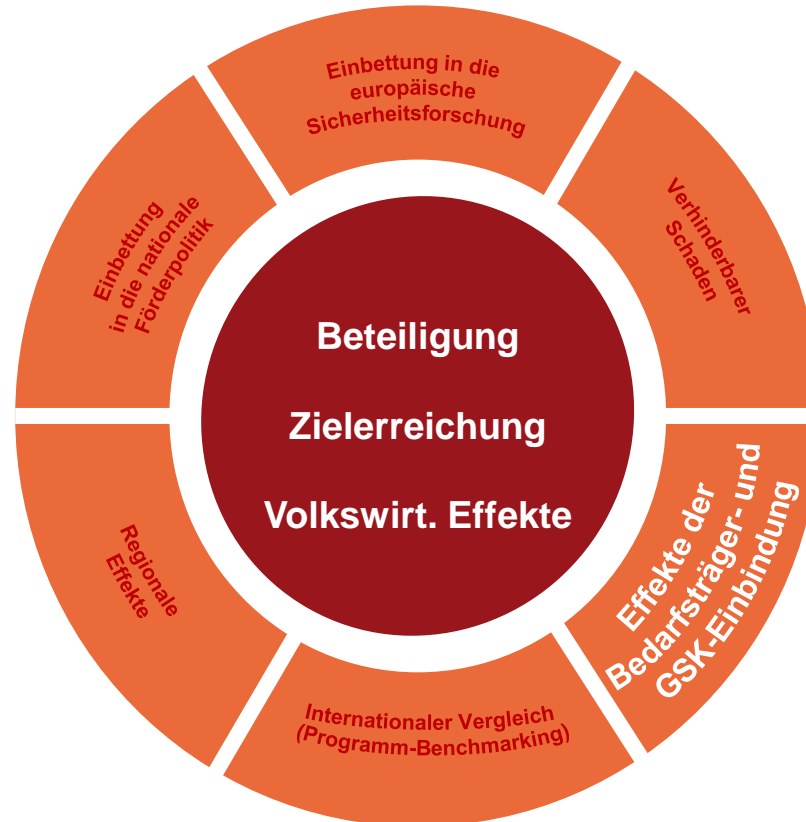 Einbettung in die
europäische
Sicherheitsforschung
Verhinderbarer
Schaden
Einbettung
in die nationale
Förderpolitik
Beteiligung
Zielerreichung
Volkswirt. Effekte
Effekte der
Bedarfsträger- und
GSK-Einbindung
Regionale
Effekte
Internationaler Vergleich
(Programm-Benchmarking)